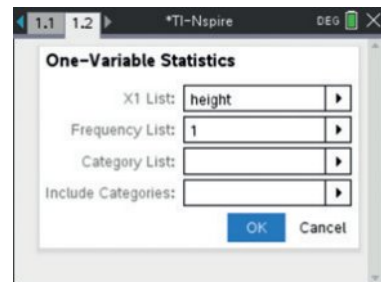 1.1 1.2 *TI-Nspire DEG
One-Variable Statistics
X1 List: height
Frequency List: 1
Category List:
Include Categories:
OK Cancel